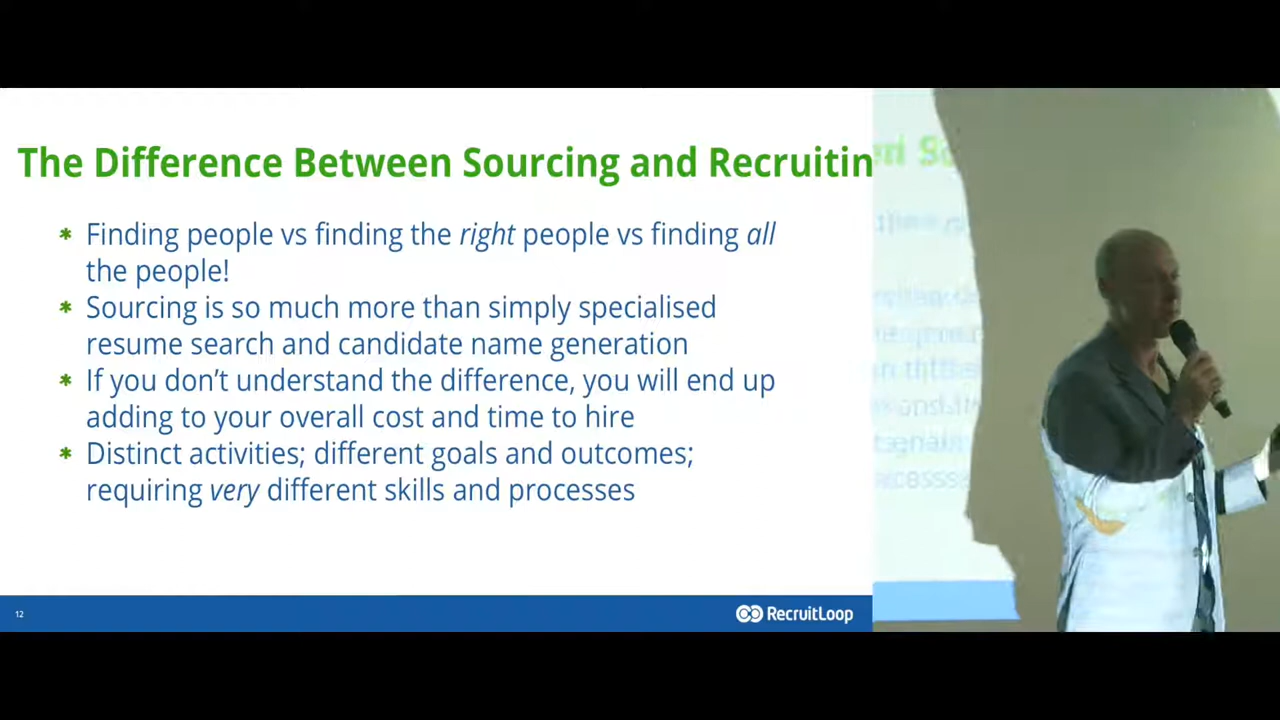 The Difference Between Sourcing and Recruitin
* Finding people vs finding the right people vs finding all
the people!
* Sourcing is so much more than simply specialised
resume search and candidate name generation
* If you don't understand the difference, you will end up
adding to your overall cost and time to hire
* Distinct activities; different goals and outcomes;
requiring very different skills and processes
12
RecruitLoop